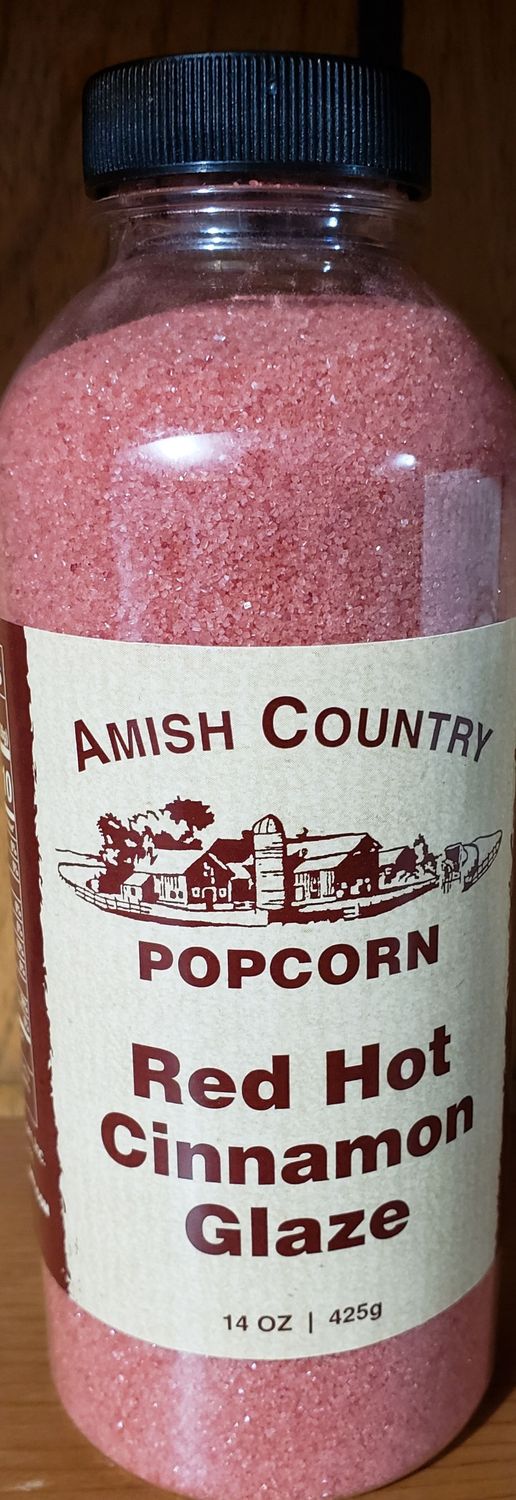 AMISH COUNTRY
POPCORN
Red Hot
Cinnamon
Glaze
14 OZ | 425g